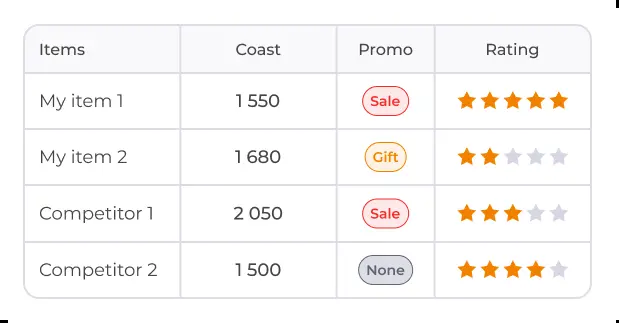 Items Coast Promo Rating
My item 1 1 550 Sale
My item 2 1 680 Gift
Competitor 1 2 050 Sale
Competitor 2 1 500 None